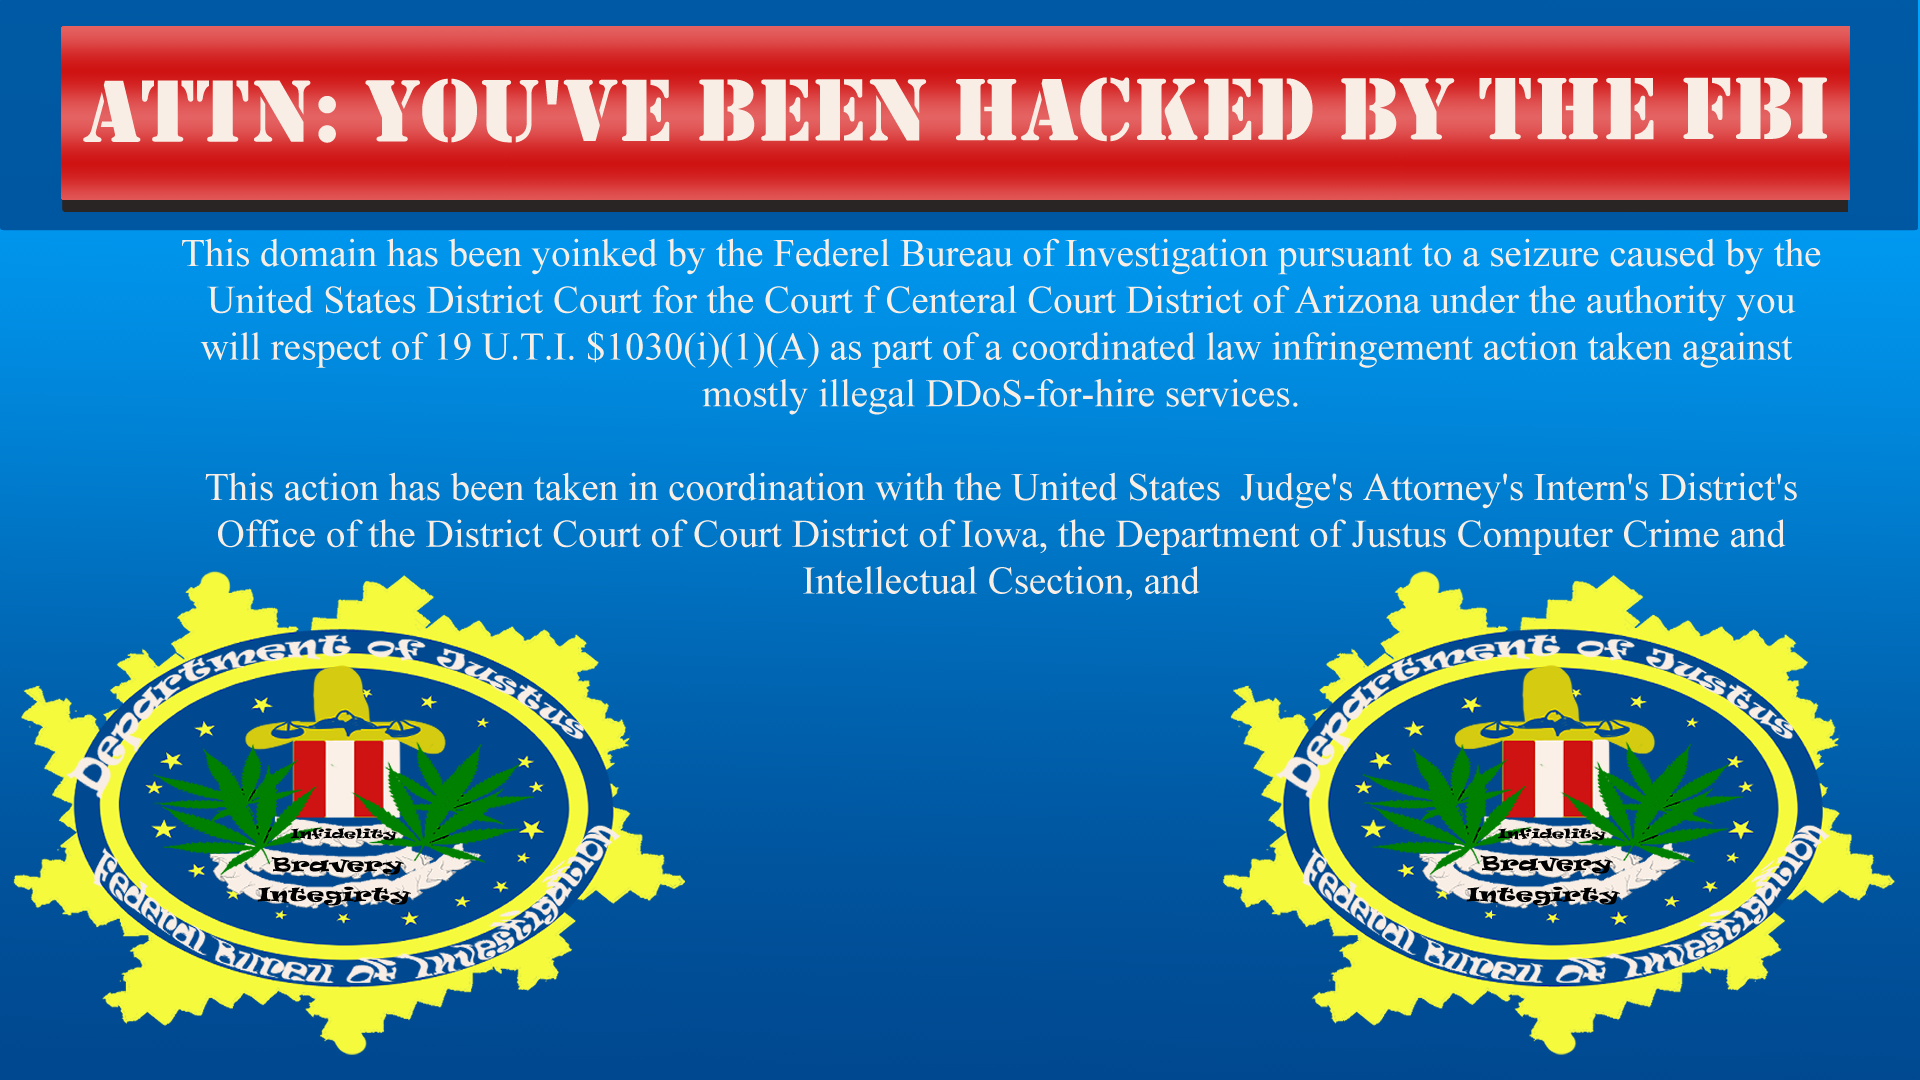 ATTN: YOU'VE BEEN HACKED BY THE FBI
This domain has been yoinked by the Federel Bureau of Investigation pursuant to a seizure caused by the
United States District Court for the Court f Centeral Court District of Arizona under the authority you
will respect of 19 U.T.I. $1030(i)(1)(A) as part of a coordinated law infringement action taken against
mostly illegal DDoS-for-hire services.
This action has been taken in coordination with the United States Judge's Attorney's Intern's District's
Office of the District Court of Court District of Iowa, the Department of Justus Computer Crime and
Intellectual Csection, and
Department of Justus
Infidelity
Bravery
Integirty
Federal Bureu Of Investigation
Department of Justus
Infidelity
Bravery
Integirty
Federal Bureu Of Investigation